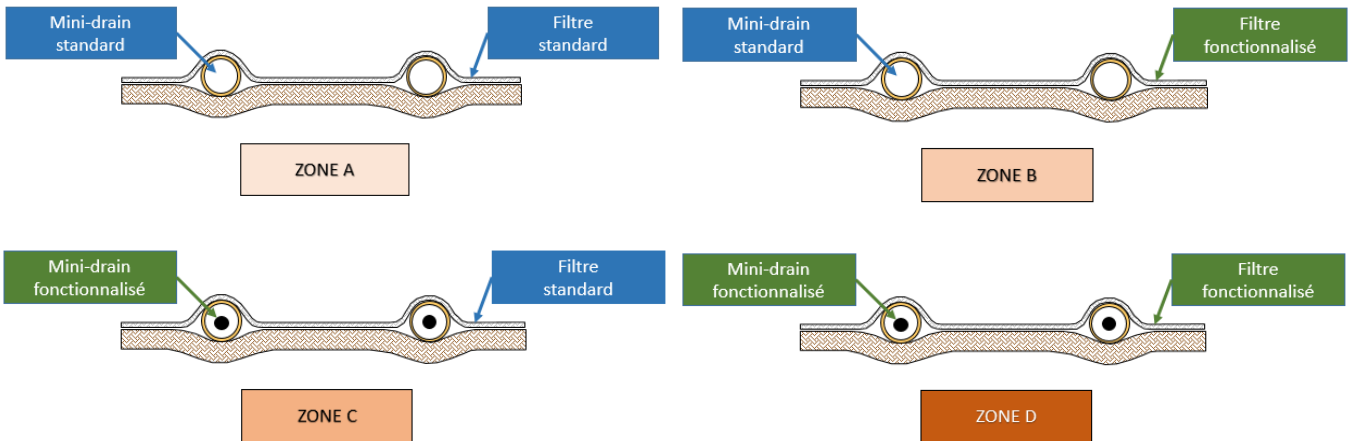 Mini-drain
standard
Filtre
standard
ZONE A
Mini-drain
standard
Filtre
fonctionnalisé
ZONE B
Mini-drain
fonctionnalisé
Filtre
standard
ZONE C
Mini-drain
fonctionnalisé
Filtre
fonctionnalisé
ZONE D